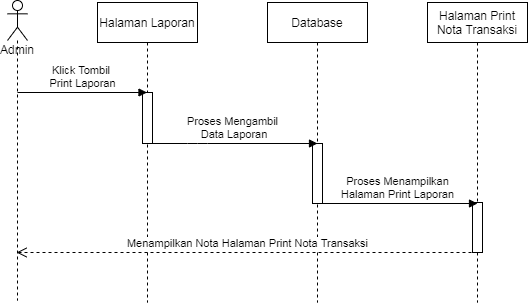 Halaman Laporan
Database
Halaman Print
Nota Transaksi
Admin
Klick Tombil
Print Laporan
Proses Mengambil
Data Laporan
Proses Menampilkan
Halaman Print Laporan
Menampilkan Nota Halaman Print Nota Transaksi